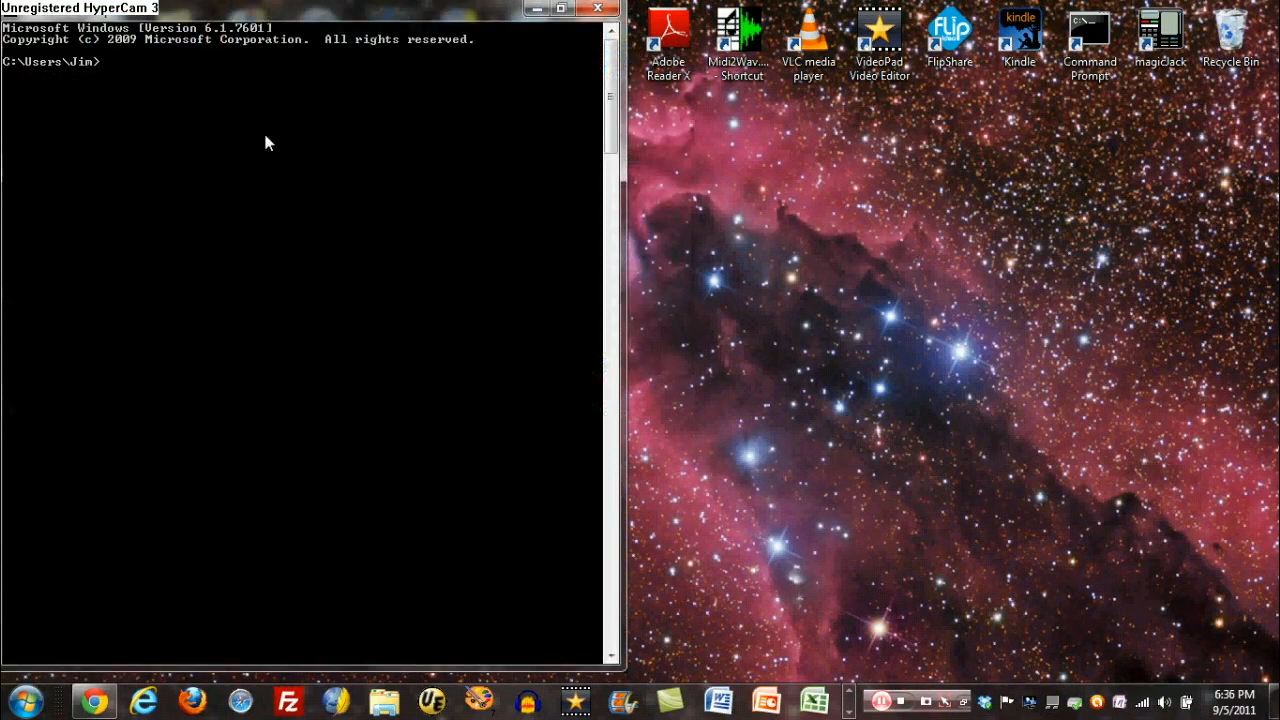 Unregistered HyperCam 3
Microsoft Windows [Version 6.1.7601]
Copyright (c) 2009 Microsoft Corporation.  All rights reserved.
C:\Users\Jim>
Adobe
Reader X
Midi2Wav....
- Shortcut
VLC media
player
VideoPad
Video Editor
FlipShare
Kindle
Command
Prompt
magicJack
Recycle Bin
flip
kindle
C:\_
6:36 PM
9/5/2011